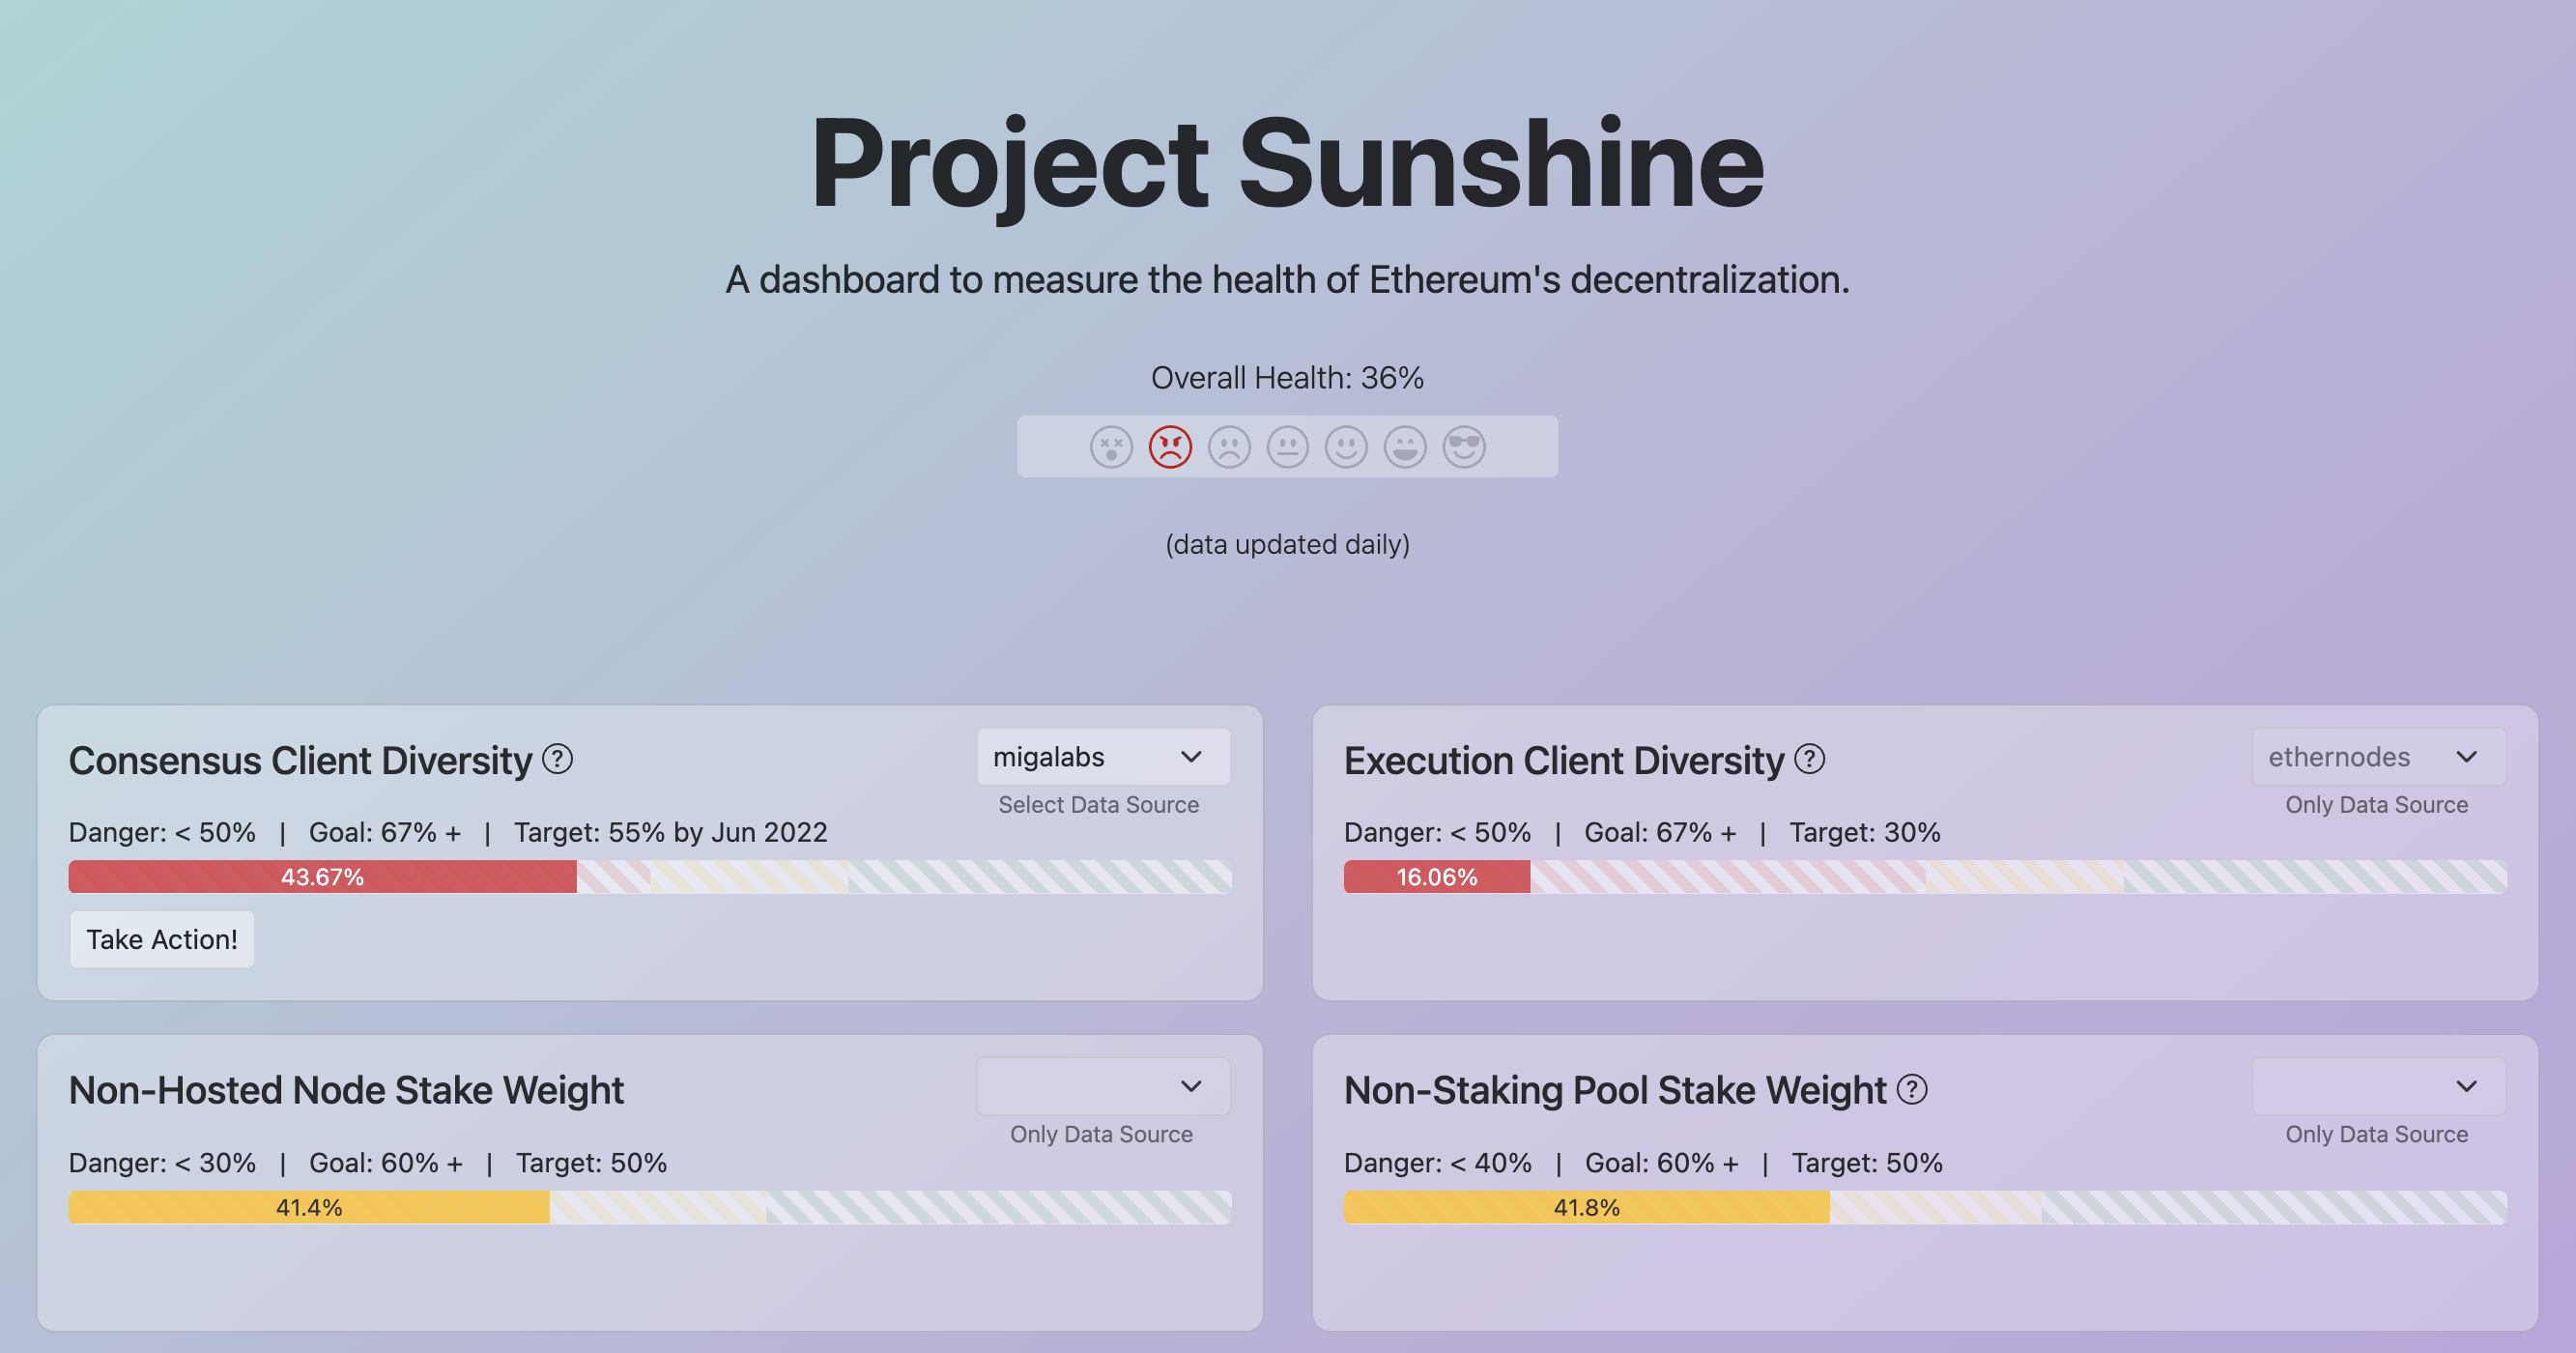 Project Sunshine
A dashboard to measure the health of Ethereum's decentralization.
Overall Health: 36%
(data updated daily)
Consensus Client Diversity ?
migalabs
Select Data Source
Danger: < 50% | Goal: 67% + | Target: 55% by Jun 2022
43.67%
Take Action!
Execution Client Diversity ?
ethernodes
Only Data Source
Danger: < 50% | Goal: 67% + | Target: 30%
16.06%
Non-Hosted Node Stake Weight
Only Data Source
Danger: < 30% | Goal: 60% + | Target: 50%
41.4%
Non-Staking Pool Stake Weight ?
Only Data Source
Danger: < 40% | Goal: 60% + | Target: 50%
41.8%